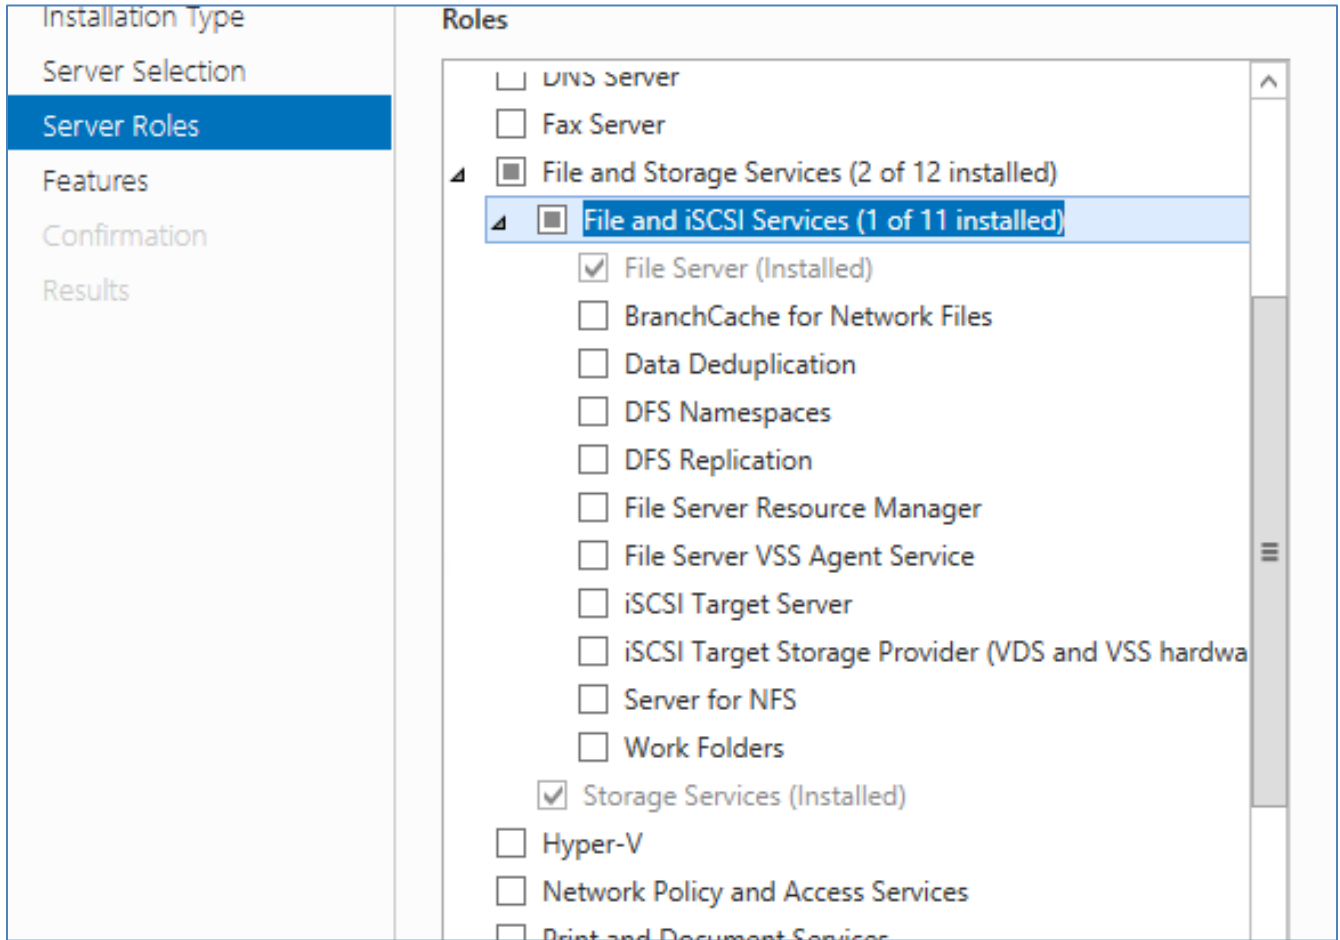 Installation Type
Server Selection
Server Roles
Features
Confirmation
Results
Roles
DNS Server
Fax Server
File and Storage Services (2 of 12 installed)
File and iSCSI Services (1 of 11 installed)
File Server (Installed)
BranchCache for Network Files
Data Deduplication
DFS Namespaces
DFS Replication
File Server Resource Manager
File Server VSS Agent Service
iSCSI Target Server
iSCSI Target Storage Provider (VDS and VSS hardwa
Server for NFS
Work Folders
Storage Services (Installed)
Hyper-V
Network Policy and Access Services
Print and Document Services